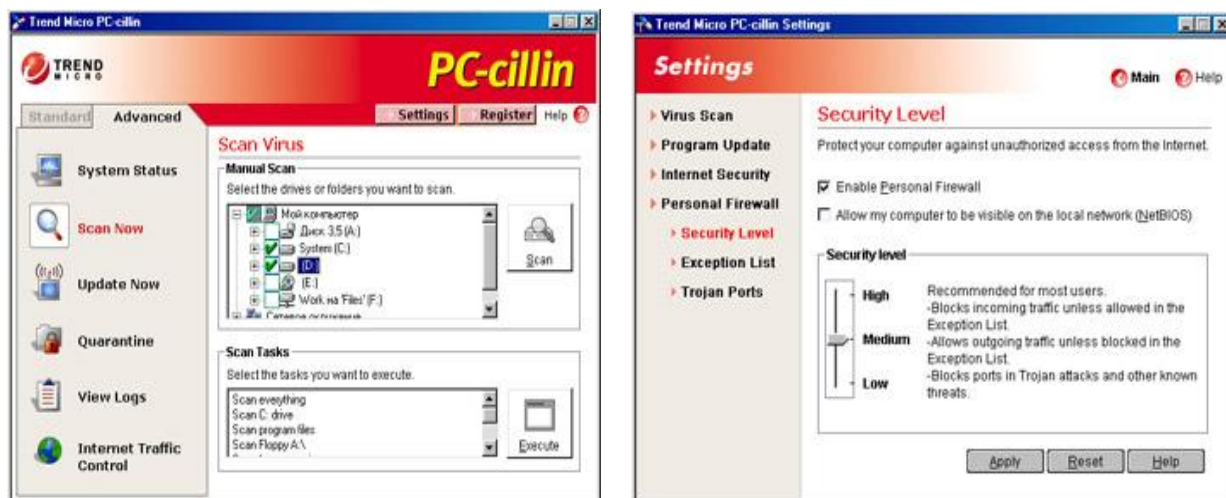 Trend Micro PC-cillin
TREND
MICRO
PC-cillin
Standard Advanced
Settings Register Help
System Status
Scan Now
Update Now
Quarantine
View Logs
Internet Traffic
Control
Scan Virus
Manual Scan
Select the drives or folders you want to scan.
Мой компьютер
Диск 3,5 (A:)
System (C:)
(D:)
(E:)
Work на 'Files' (F:)
Сетевое окружение
Scan
Scan Tasks
Select the tasks you want to execute.
Scan everything
Scan C: drive
Scan program files
Scan Floppy A:\
Execute
Trend Micro PC-cillin Settings
Settings
Main Help
Virus Scan
Program Update
Internet Security
Personal Firewall
Security Level
Exception List
Trojan Ports
Security Level
Protect your computer against unauthorized access from the Internet.
Enable Personal Firewall
Allow my computer to be visible on the local network (NetBIOS)
Security level
High
Medium
Low
Recommended for most users.
-Blocks incoming traffic unless allowed in the
Exception List.
-Allows outgoing traffic unless blocked in the
Exception List.
-Blocks ports in Trojan attacks and other known
threats.
Apply Reset Help